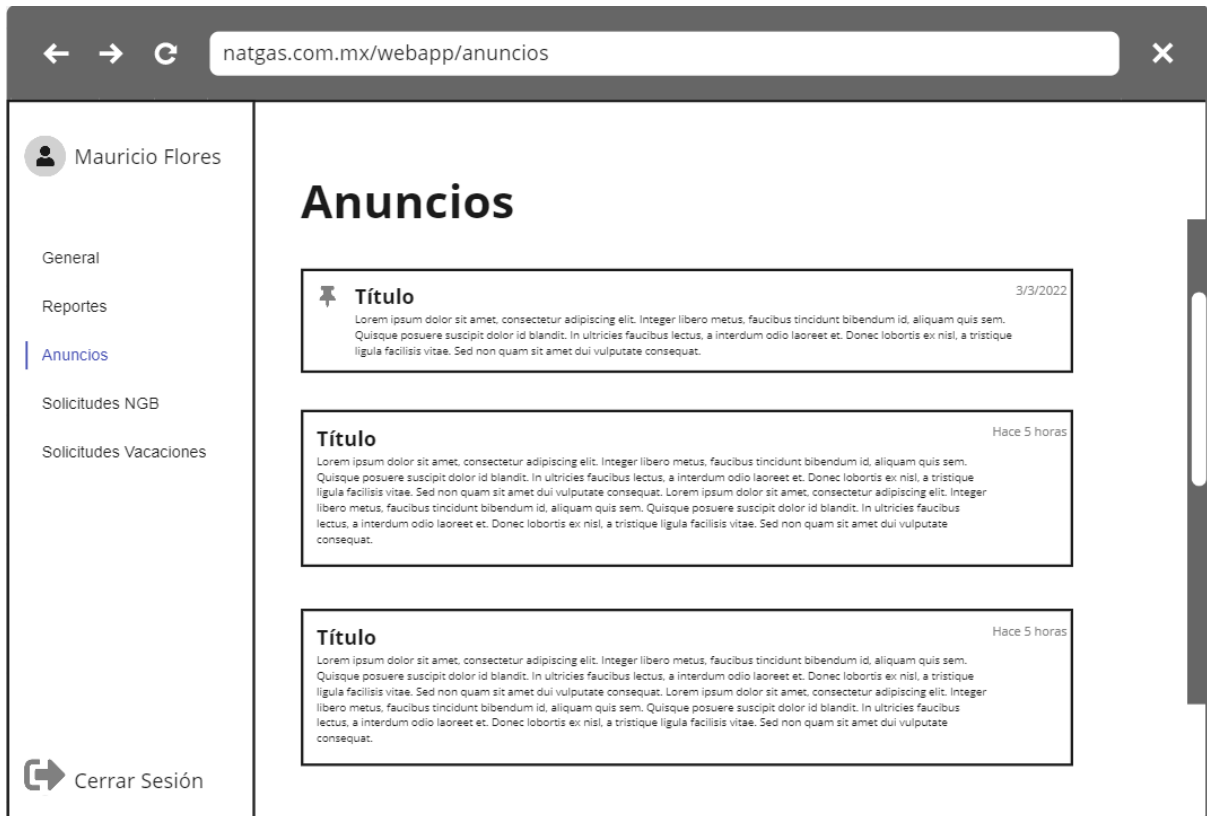 natgas.com.mx/webapp/anuncios
Mauricio Flores
General
Reportes
Anuncios
Solicitudes NGB
Solicitudes Vacaciones
Cerrar Sesión
Anuncios
Título
3/3/2022
Lorem ipsum dolor sit amet, consectetur adipiscing elit. Integer libero metus, faucibus tincidunt bibendum id, aliquam quis sem.
Quisque posuere suscipit dolor id blandit. In ultricies faucibus lectus, a interdum odio laoreet et. Donec lobortis ex nisl, a tristique
ligula facilisis vitae. Sed non quam sit amet dui vulputate consequat.
Título
Hace 5 horas
Lorem ipsum dolor sit amet, consectetur adipiscing elit. Integer libero metus, faucibus tincidunt bibendum id, aliquam quis sem.
Quisque posuere suscipit dolor id blandit. In ultricies faucibus lectus, a interdum odio laoreet et. Donec lobortis ex nisl, a tristique
ligula facilisis vitae. Sed non quam sit amet dui vulputate consequat. Lorem ipsum dolor sit amet, consectetur adipiscing elit. Integer
libero metus, faucibus tincidunt bibendum id, aliquam quis sem. Quisque posuere suscipit dolor id blandit. In ultricies faucibus
lectus, a interdum odio laoreet et. Donec lobortis ex nisl, a tristique ligula facilisis vitae. Sed non quam sit amet dui vulputate
consequat.
Título
Hace 5 horas
Lorem ipsum dolor sit amet, consectetur adipiscing elit. Integer libero metus, faucibus tincidunt bibendum id, aliquam quis sem.
Quisque posuere suscipit dolor id blandit. In ultricies faucibus lectus, a interdum odio laoreet et. Donec lobortis ex nisl, a tristique
ligula facilisis vitae. Sed non quam sit amet dui vulputate consequat. Lorem ipsum dolor sit amet, consectetur adipiscing elit. Integer
libero metus, faucibus tincidunt bibendum id, aliquam quis sem. Quisque posuere suscipit dolor id blandit. In ultricies faucibus
lectus, a interdum odio laoreet et. Donec lobortis ex nisl, a tristique ligula facilisis vitae. Sed non quam sit amet dui vulputate
consequat.